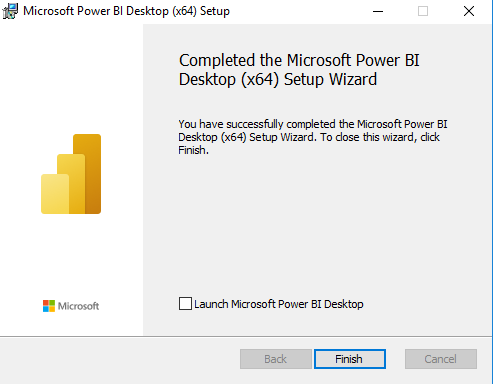 Microsoft Power BI Desktop (x64) Setup
Completed the Microsoft Power BI
Desktop (x64) Setup Wizard
You have successfully completed the Microsoft Power BI
Desktop (x64) Setup Wizard. To close this wizard, click
Finish.
Microsoft
Launch Microsoft Power BI Desktop
Back
Finish
Cancel